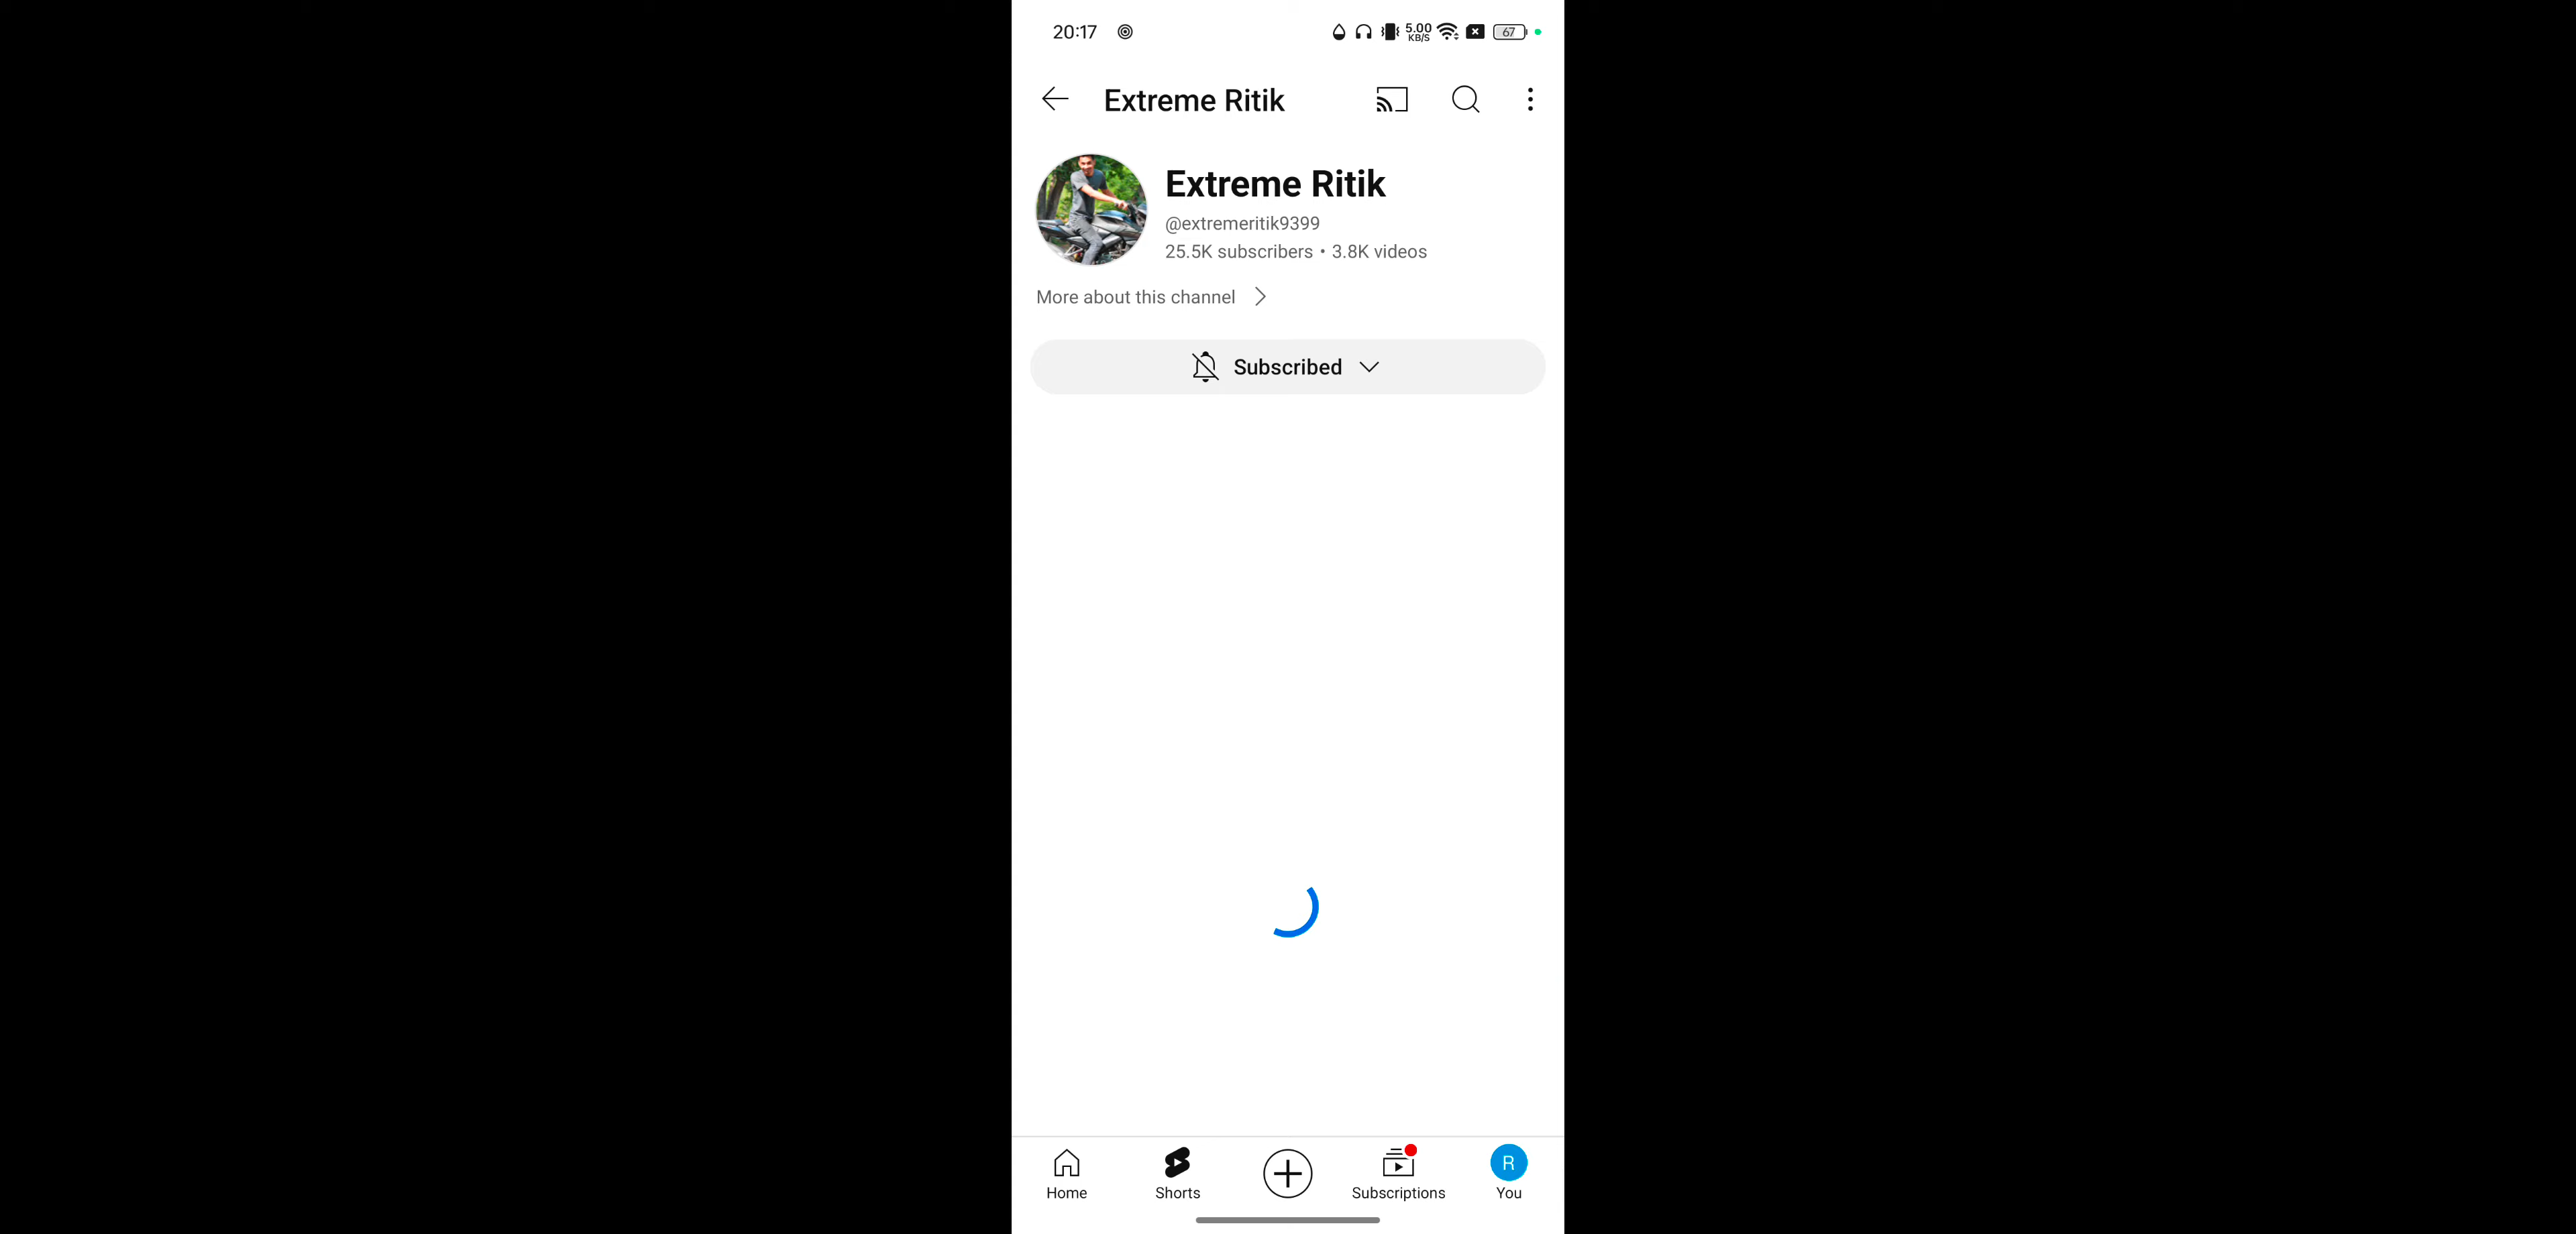 20:17 5.00 KB/S 67
Extreme Ritik
Extreme Ritik
@extremeritik9399
25.5K subscribers • 3.8K videos
More about this channel
Subscribed
Home Shorts Subscriptions R You